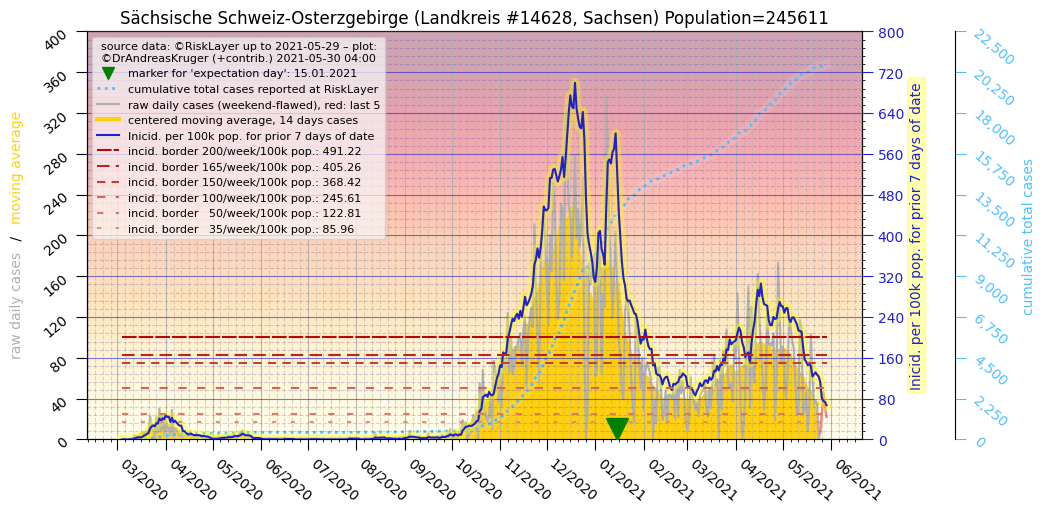 Sächsische Schweiz-Osterzgebirge (Landkreis #14628, Sachsen) Population=245611
source data: ©RiskLayer up to 2021-05-29 – plot:
©DrAndreasKruger (+contrib.) 2021-05-30 04:00
marker for 'expectation day': 15.01.2021
cumulative total cases reported at RiskLayer
raw daily cases (weekend-flawed), red: last 5
centered moving average, 14 days cases
Inicid. per 100k pop. for prior 7 days of date
incid. border 200/week/100k pop.: 491.22
incid. border 165/week/100k pop.: 405.26
incid. border 150/week/100k pop.: 368.42
incid. border 100/week/100k pop.: 245.61
incid. border   50/week/100k pop.: 122.81
incid. border   35/week/100k pop.: 85.96
raw daily cases / moving average
400
360
320
280
240
200
160
120
80
40
0
800
720
640
560
480
400
320
240
160
80
0
Inicid. per 100k pop. for prior 7 days of date
22,500
20,250
18,000
15,750
13,500
11,250
9,000
6,750
4,500
2,250
0
cumulative total cases
03/2020
04/2020
05/2020
06/2020
07/2020
08/2020
09/2020
10/2020
11/2020
12/2020
01/2021
02/2021
03/2021
04/2021
05/2021
06/2021